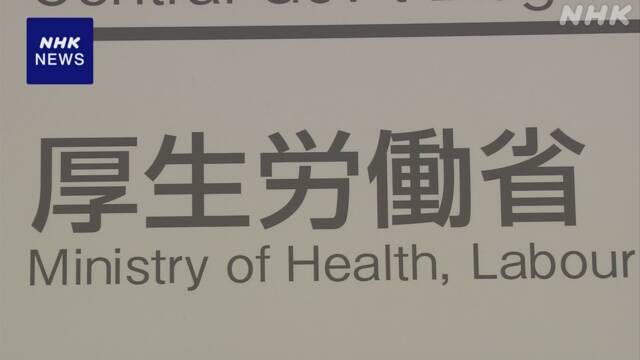 NHK
NHK
NEWS
厚生労働省
Ministry of Health, Labour